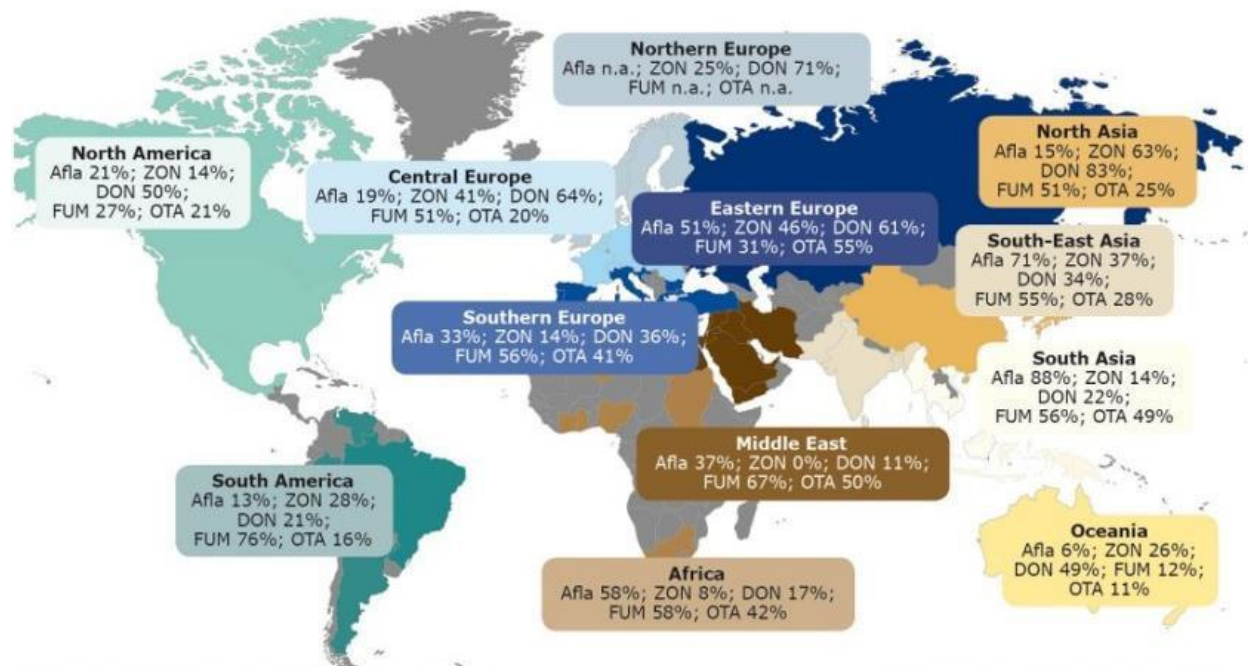 Northern Europe
Afla n.a.; ZON 25%; DON 71%;
FUM n.a.; OTA n.a.
North America
Afla 21%; ZON 14%;
DON 50%;
FUM 27%; OTA 21%
Central Europe
Afla 19%; ZON 41%; DON 64%;
FUM 51%; OTA 20%
North Asia
Afla 15%; ZON 63%;
DON 83%;
FUM 51%; OTA 25%
Eastern Europe
Afla 51%; ZON 46%; DON 61%;
FUM 31%; OTA 55%
South-East Asia
Afla 71%; ZON 37%;
DON 34%;
FUM 55%; OTA 28%
Southern Europe
Afla 33%; ZON 14%; DON 36%;
FUM 56%; OTA 41%
South Asia
Afla 88%; ZON 14%;
DON 22%;
FUM 56%; OTA 49%
Middle East
Afla 37%; ZON 0%; DON 11%;
FUM 67%; OTA 50%
South America
Afla 13%; ZON 28%;
DON 21%;
FUM 76%; OTA 16%
Oceania
Afla 6%; ZON 26%;
DON 49%; FUM 12%;
OTA 11%
Africa
Afla 58%; ZON 8%; DON 17%;
FUM 58%; OTA 42%